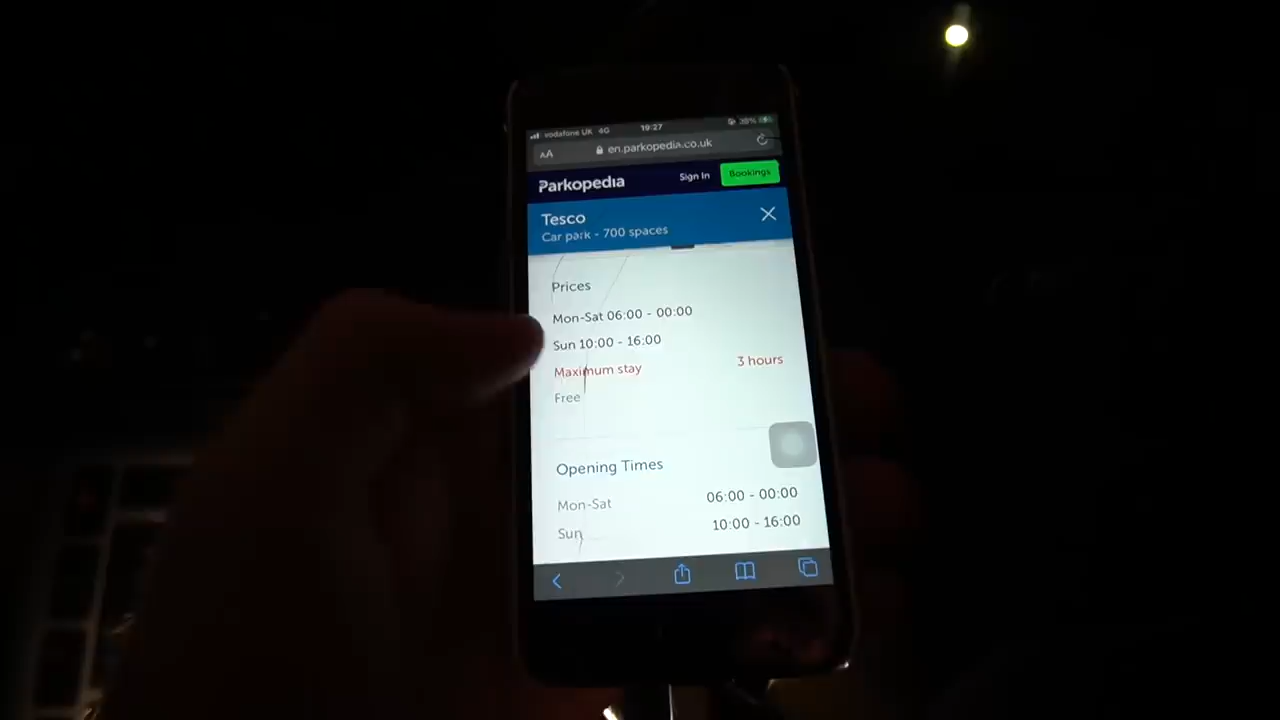 vodafone UK 4G 19:27 28%
AA en.parkopedia.co.uk
Parkopedia Sign In Bookings
Tesco
Car park - 700 spaces
Prices
Mon-Sat 06:00 - 00:00
Sun 10:00 - 16:00
Maximum stay 3 hours
Free
Opening Times
Mon-Sat 06:00 - 00:00
Sun 10:00 - 16:00